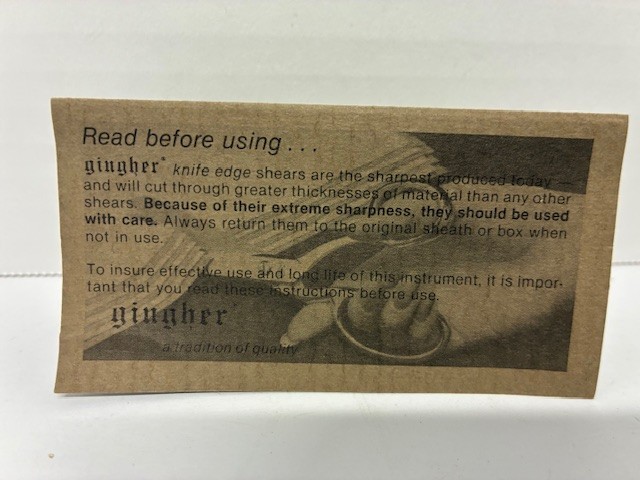 Read before using . . .
gingher® knife edge shears are the sharpest produced today —
and will cut through greater thicknesses of material than any other
shears. Because of their extreme sharpness, they should be used
with care. Always return them to the original sheath or box when
not in use.
To insure effective use and long life of this instrument, it is impor-
tant that you read these instructions before use.
gingher
a tradition of quality